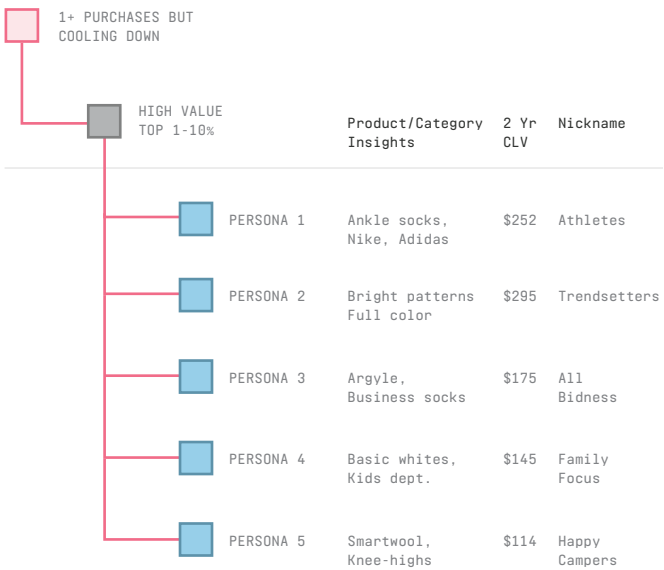 1+ PURCHASES BUT
COOLING DOWN
HIGH VALUE
TOP 1-10%
Product/Category
Insights
2 Yr
CLV
Nickname
PERSONA 1
Ankle socks,
Nike, Adidas
$252
Athletes
PERSONA 2
Bright patterns
Full color
$295
Trendsetters
PERSONA 3
Argyle,
Business socks
$175
All
Bidness
PERSONA 4
Basic whites,
Kids dept.
$145
Family
Focus
PERSONA 5
Smartwool,
Knee-highs
$114
Happy
Campers